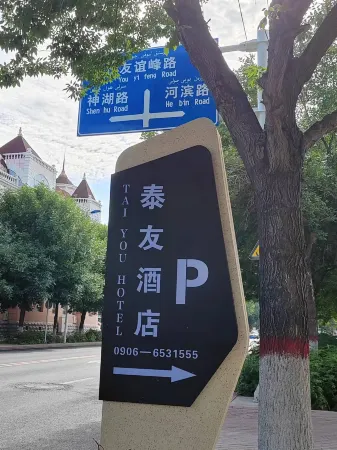 友谊峰路
You yi feng Road
神湖路
Shen hu Road
河滨路
He bin Road
泰友酒店
TAI YOU HOTEL
P
0906—6531555